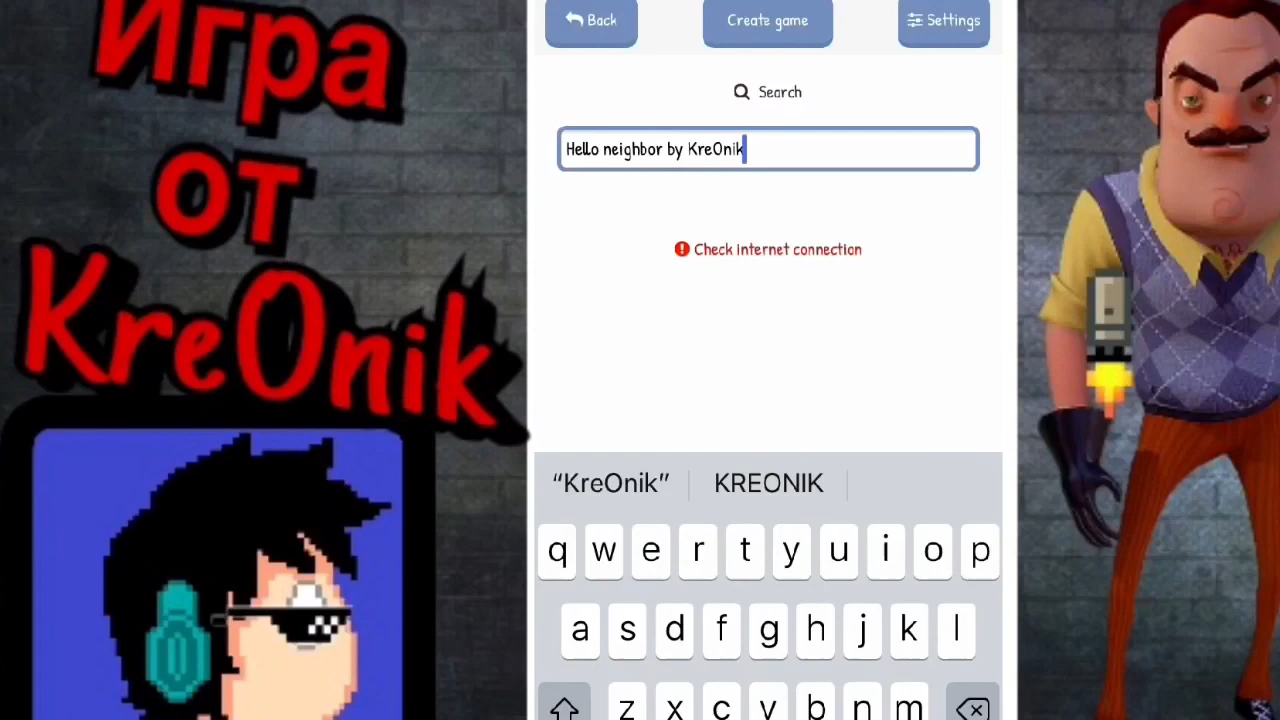 Игра
от
KreOnik
Back
Create game
Settings
Search
Hello neighbor by KreOnik
Check internet connection
“KreOnik”
KREONIK
q w e r t y u i o p
a s d f g h j k l
z x c v b n m